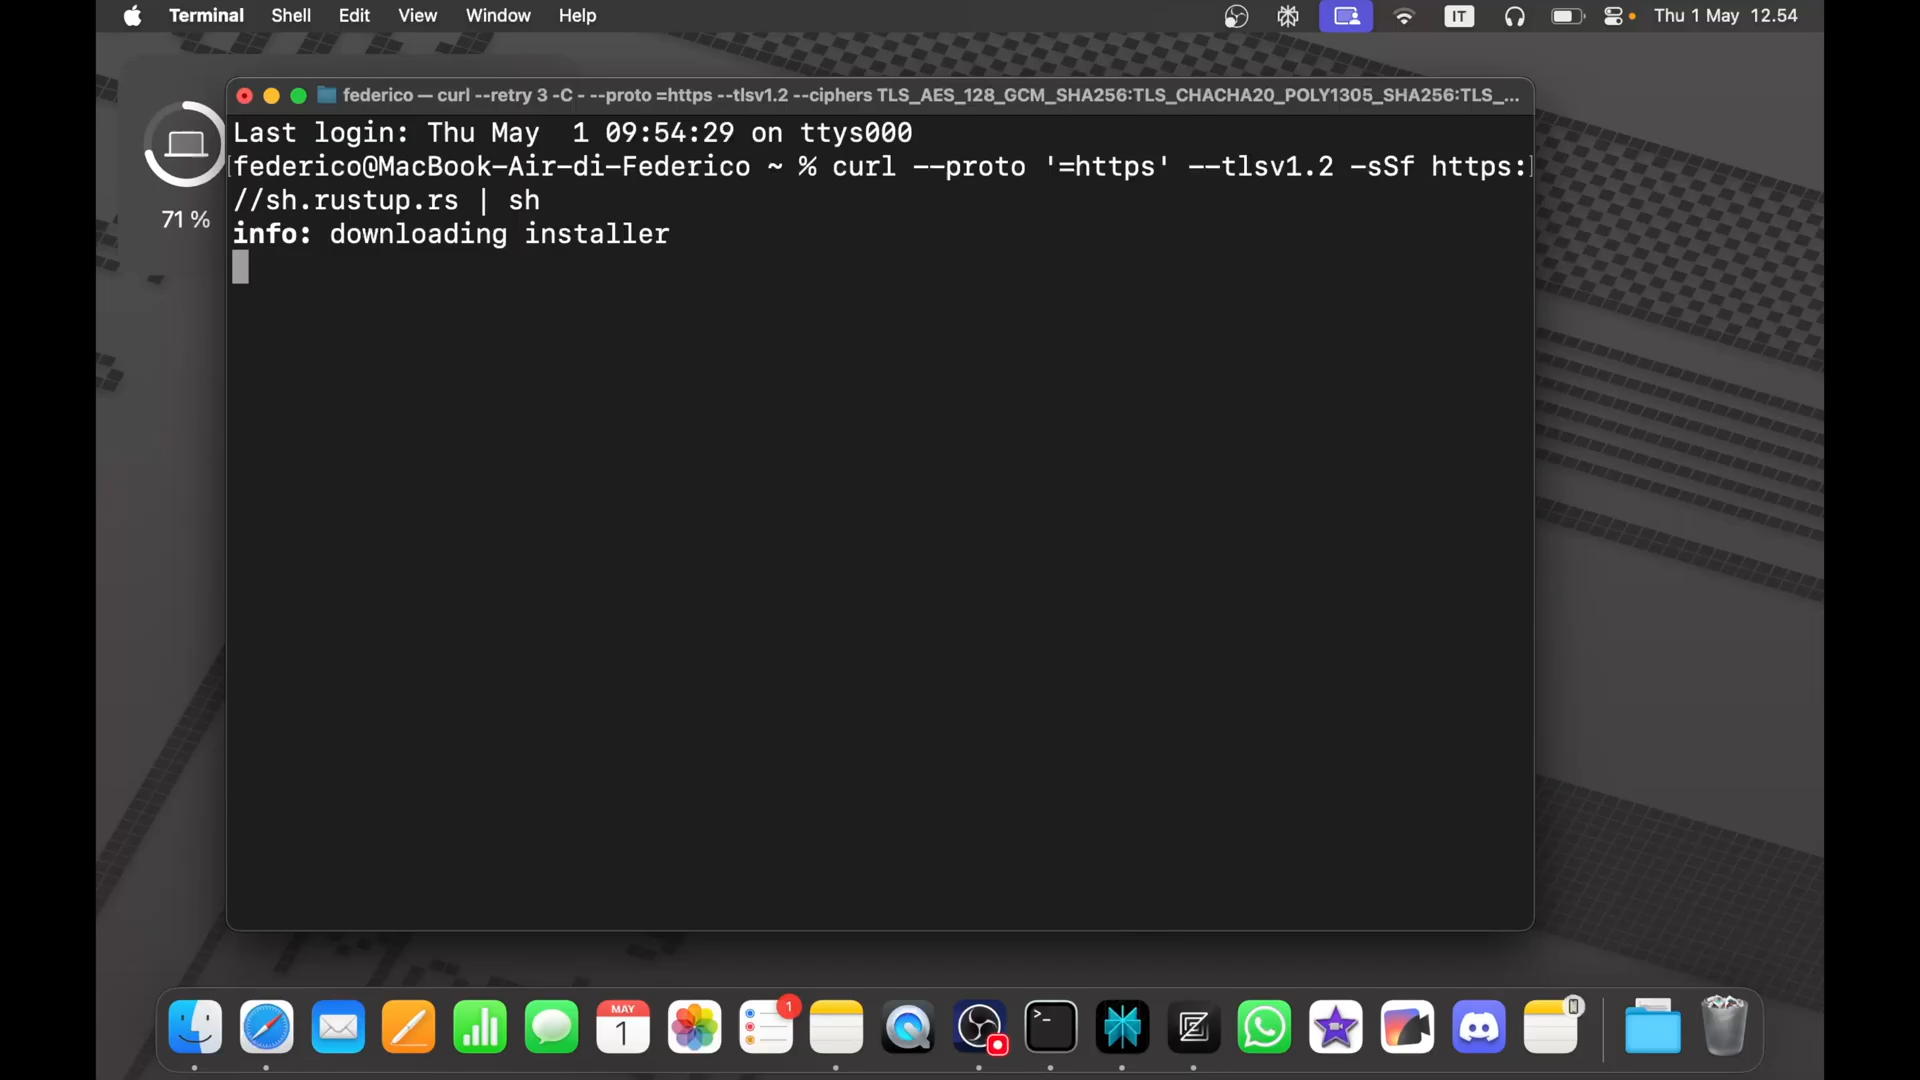 Terminal Shell Edit View Window Help IT Thu 1 May 12.54
federico — curl --retry 3 -C - --proto =https --tlsv1.2 --ciphers TLS_AES_128_GCM_SHA256:TLS_CHACHA20_POLY1305_SHA256:TLS_...
Last login: Thu May  1 09:54:29 on ttys000
[federico@MacBook-Air-di-Federico ~ % curl --proto '=https' --tlsv1.2 -sSf https:]
//sh.rustup.rs | sh
info: downloading installer
71 %
MAY
1
1
>_